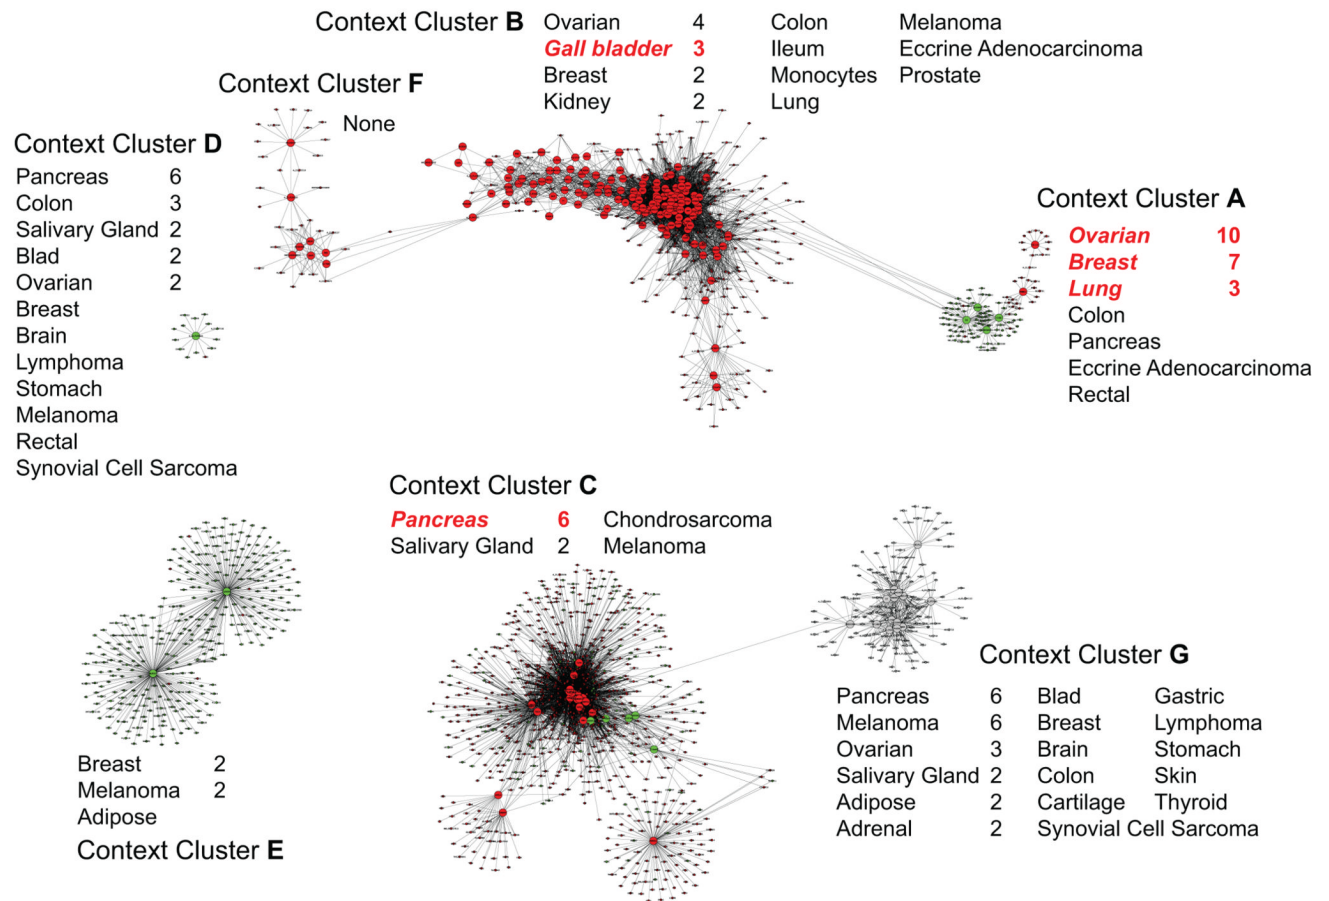 Context Cluster B
Ovarian 4 Colon Melanoma
Gall bladder 3 Ileum Eccrine Adenocarcinoma
Breast 2 Monocytes Prostate
Kidney 2 Lung
Context Cluster F
None
Context Cluster D
Pancreas 6
Colon 3
Salivary Gland 2
Blad 2
Ovarian 2
Breast
Brain
Lymphoma
Stomach
Melanoma
Rectal
Synovial Cell Sarcoma
Context Cluster A
Ovarian 10
Breast 7
Lung 3
Colon
Pancreas
Eccrine Adenocarcinoma
Rectal
Context Cluster C
Pancreas 6 Chondrosarcoma
Salivary Gland 2 Melanoma
Context Cluster G
Pancreas 6 Blad Gastric
Melanoma 6 Breast Lymphoma
Ovarian 3 Brain Stomach
Salivary Gland 2 Colon Skin
Adipose 2 Cartilage Thyroid
Adrenal 2 Synovial Cell Sarcoma
Breast 2
Melanoma 2
Adipose
Context Cluster E